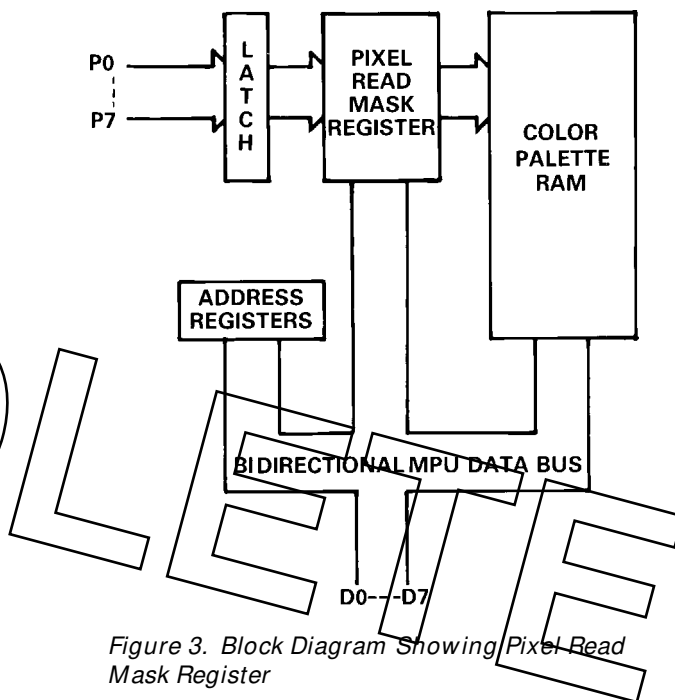 P0
P7
L
A
T
C
H
PIXEL
READ
MASK
REGISTER
COLOR
PALETTE
RAM
ADDRESS
REGISTERS
BIDIRECTIONAL MPU DATA BUS
D0---D7
LETE
Figure 3. Block Diagram Showing Pixel Read
Mask Register